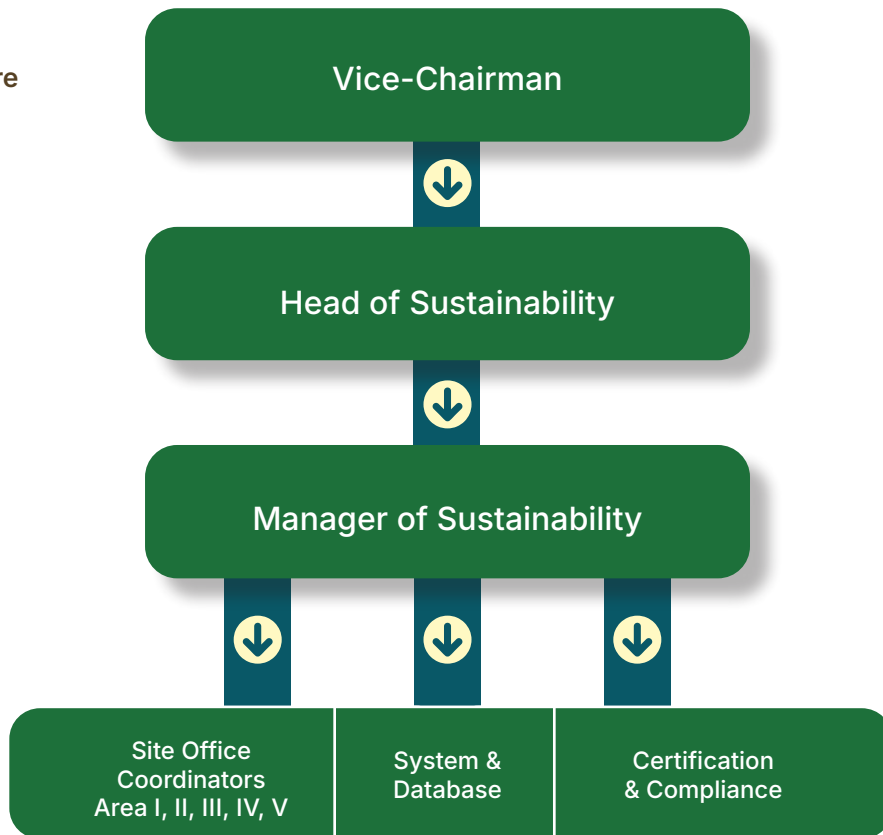 Vice-Chairman
Head of Sustainability
Manager of Sustainability
Site Office
Coordinators
Area I, II, III, IV, V
System &
Database
Certification
& Compliance